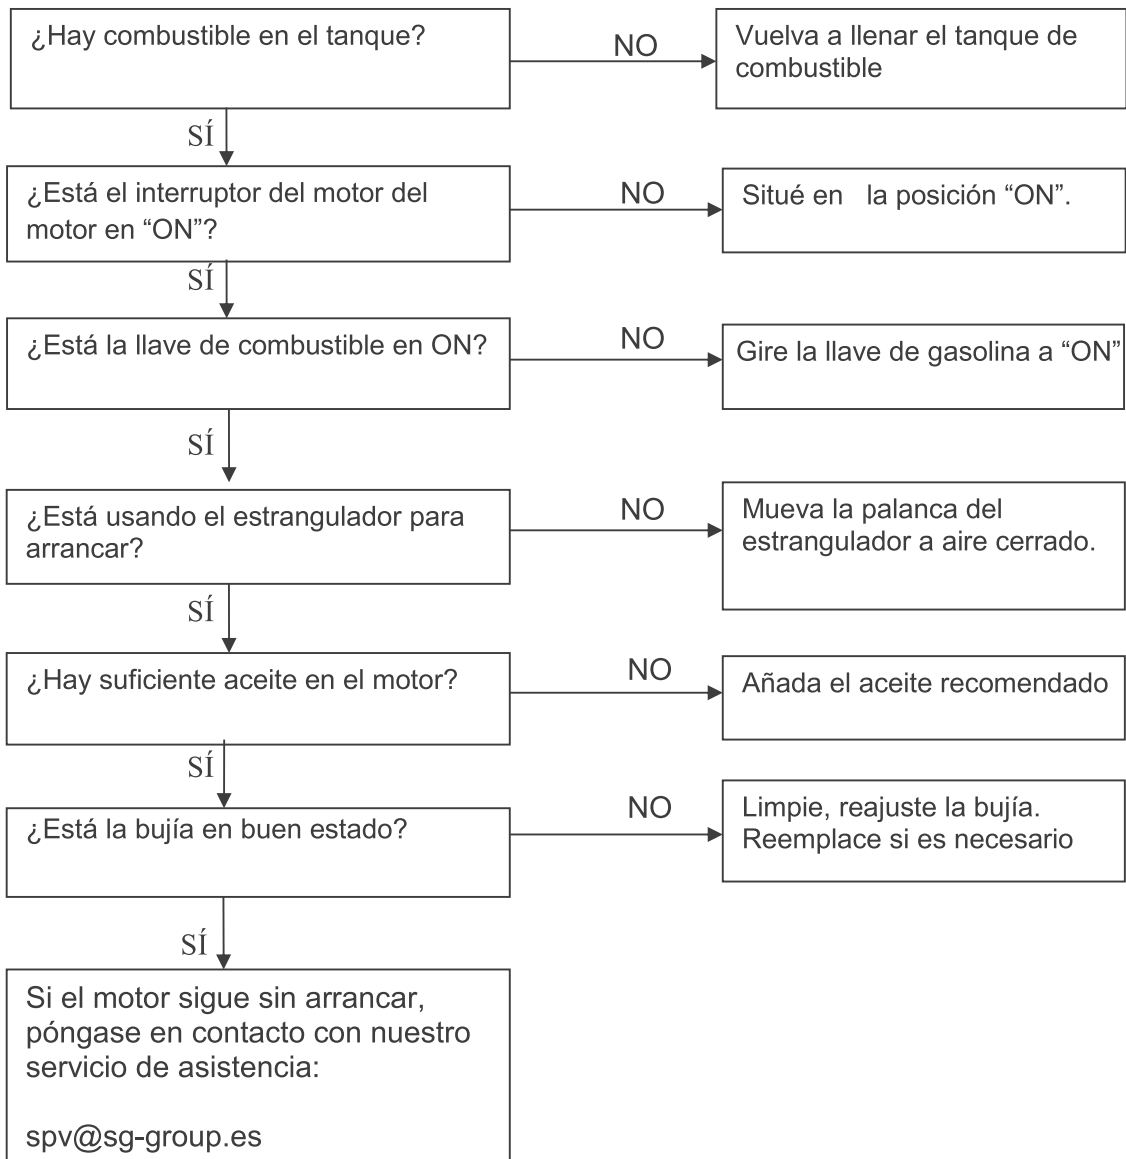 ¿Hay combustible en el tanque?
NO
Vuelva a llenar el tanque de
combustible
SÍ
¿Está el interruptor del motor del
motor en “ON”?
NO
Situé en la posición “ON”.
SÍ
¿Está la llave de combustible en ON?
NO
Gire la llave de gasolina a “ON”
SÍ
¿Está usando el estrangulador para
arrancar?
NO
Mueva la palanca del
estrangulador a aire cerrado.
SÍ
¿Hay suficiente aceite en el motor?
NO
Añada el aceite recomendado
SÍ
¿Está la bujía en buen estado?
NO
Limpie, reajuste la bujía.
Reemplace si es necesario
SÍ
Si el motor sigue sin arrancar,
póngase en contacto con nuestro
servicio de asistencia:
spv@sg-group.es